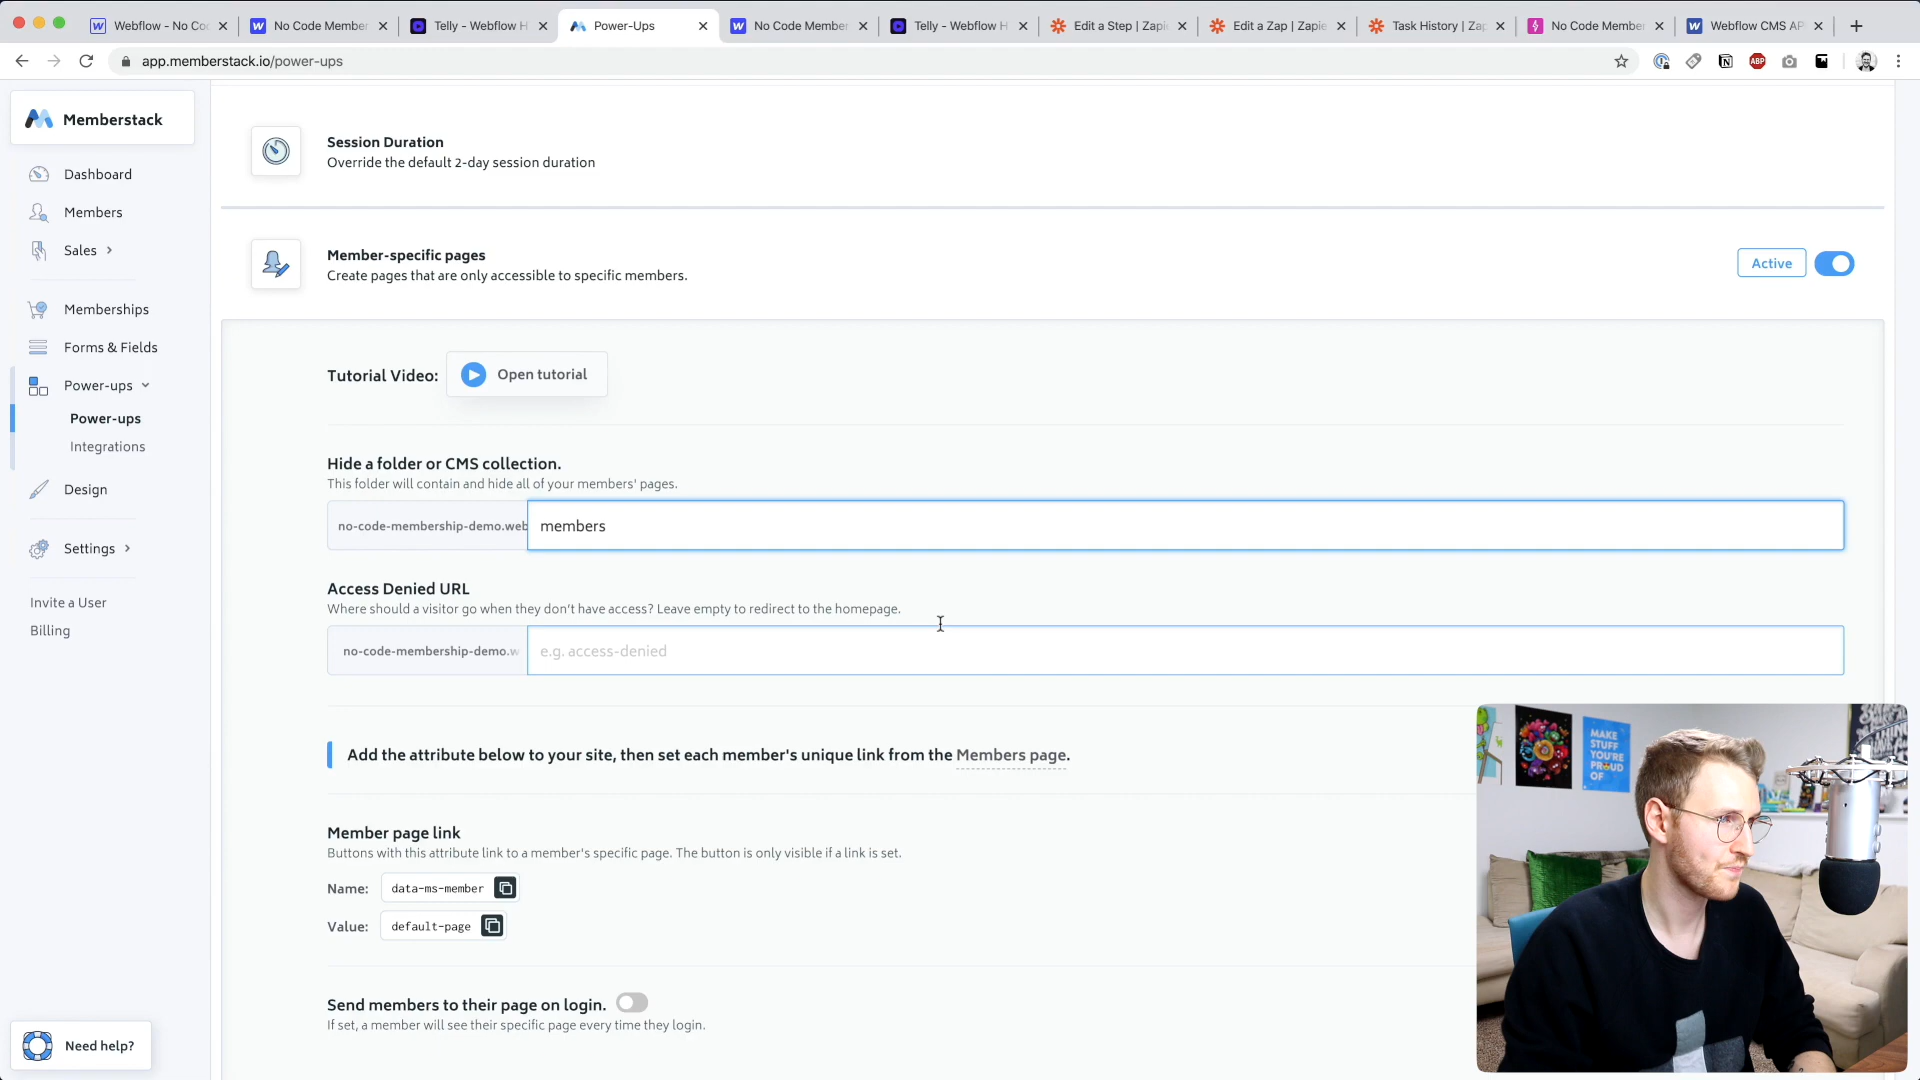 Webflow - No Co
No Code Member
Telly - Webflow H
Power-Ups
No Code Member
Telly - Webflow H
Edit a Step | Zapi
Edit a Zap | Zapie
Task History | Zap
No Code Member
Webflow CMS AP
app.memberstack.io/power-ups
ABP
Memberstack
Dashboard
Members
Sales
Memberships
Forms & Fields
Power-ups
Power-ups
Integrations
Design
Settings
Invite a User
Billing
Need help?
Session Duration
Override the default 2-day session duration
Member-specific pages
Create pages that are only accessible to specific members.
Active
Tutorial Video:
Open tutorial
Hide a folder or CMS collection.
This folder will contain and hide all of your members' pages.
no-code-membership-demo.web
members
Access Denied URL
Where should a visitor go when they don't have access? Leave empty to redirect to the homepage.
no-code-membership-demo.w
e.g. access-denied
Add the attribute below to your site, then set each member's unique link from the Members page.
Member page link
Buttons with this attribute link to a member's specific page. The button is only visible if a link is set.
Name:
data-ms-member
Value:
default-page
Send members to their page on login.
If set, a member will see their specific page every time they login.
MAKE
STUFF
YOU'RE
PROUD
OF